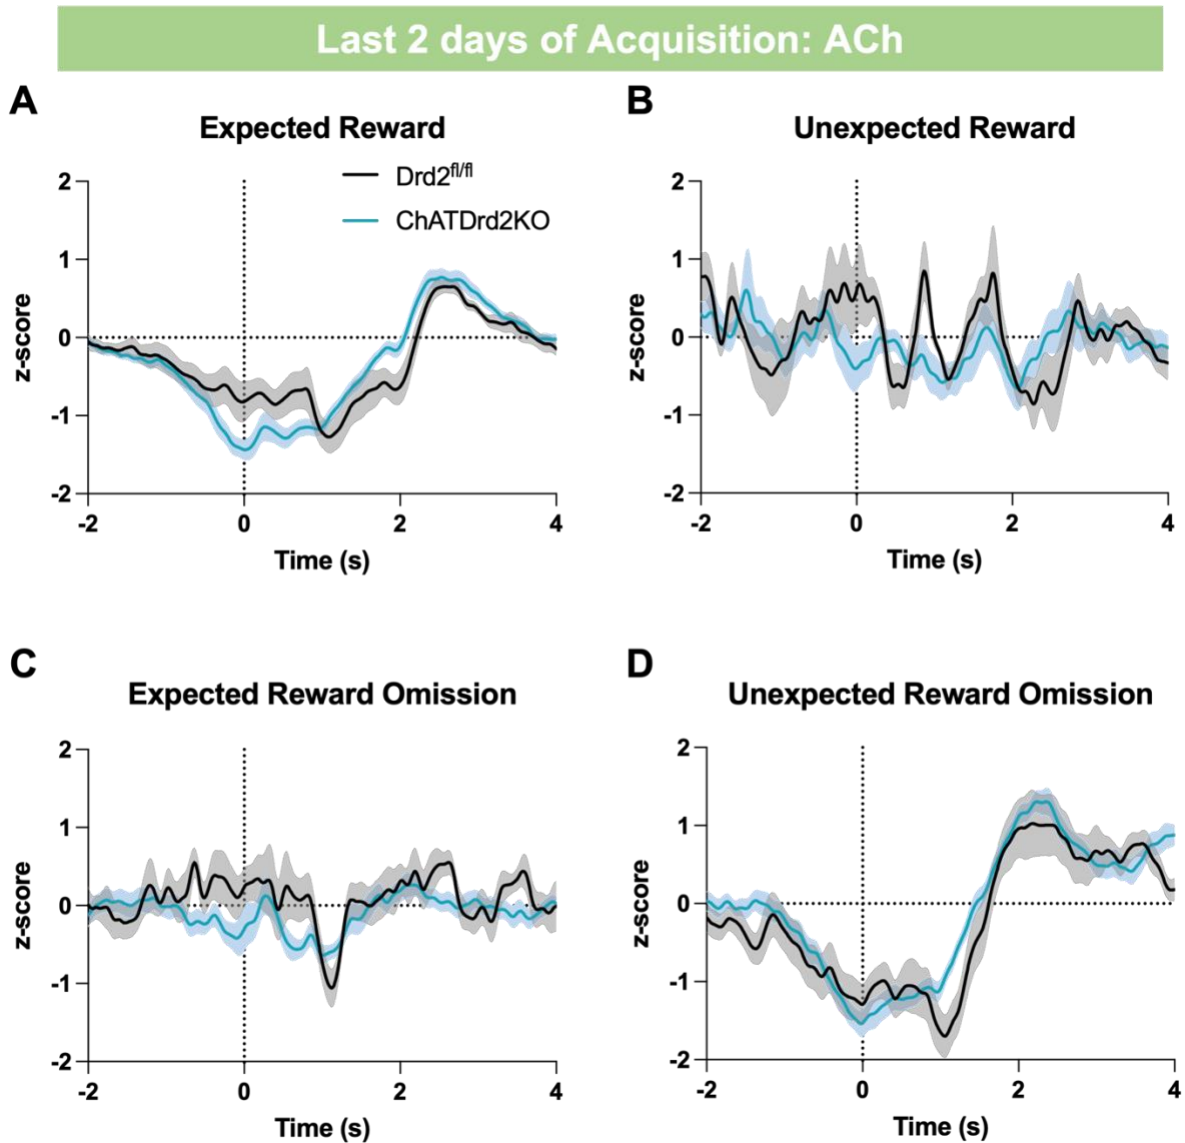 Last 2 days of Acquisition: ACh
A
Expected Reward
Drd2fl/fl
ChATDrd2KO
2
1
0
-1
-2
z-score
-2 0 2 4
Time (s)
B
Unexpected Reward
2
1
0
-1
-2
z-score
-2 0 2 4
Time (s)
C
Expected Reward Omission
2
1
0
-1
-2
z-score
-2 0 2 4
Time (s)
D
Unexpected Reward Omission
2
1
0
-1
-2
z-score
-2 0 2 4
Time (s)